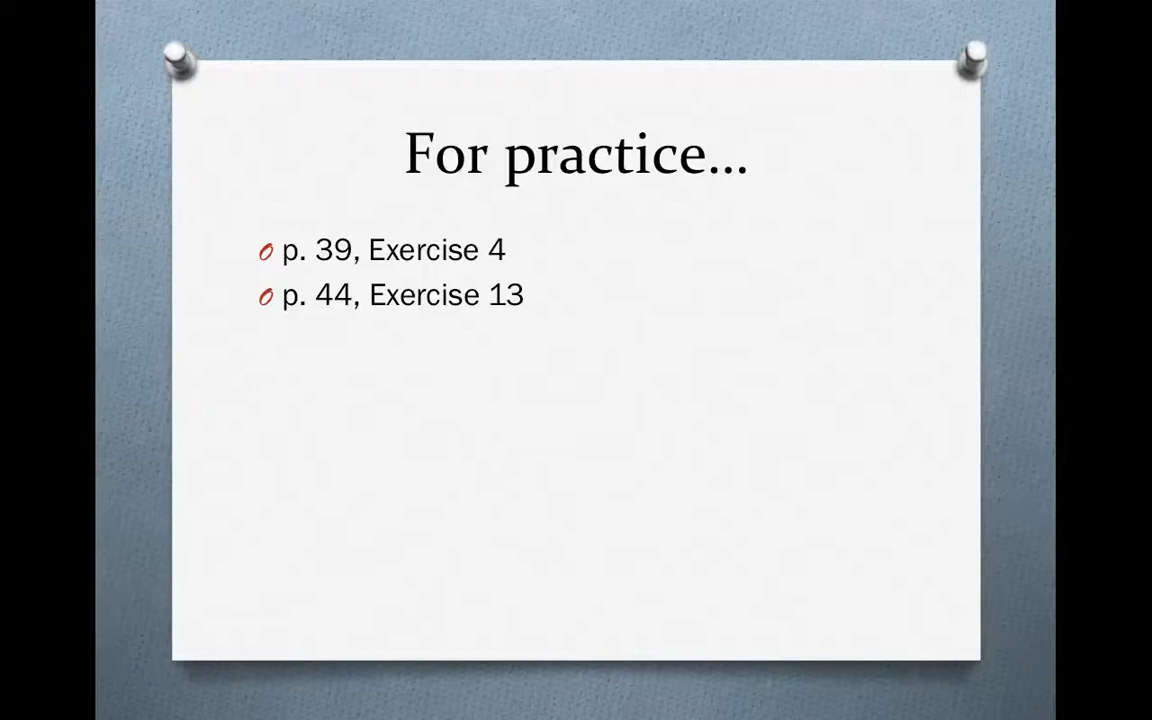 For practice...
p. 39, Exercise 4
p. 44, Exercise 13